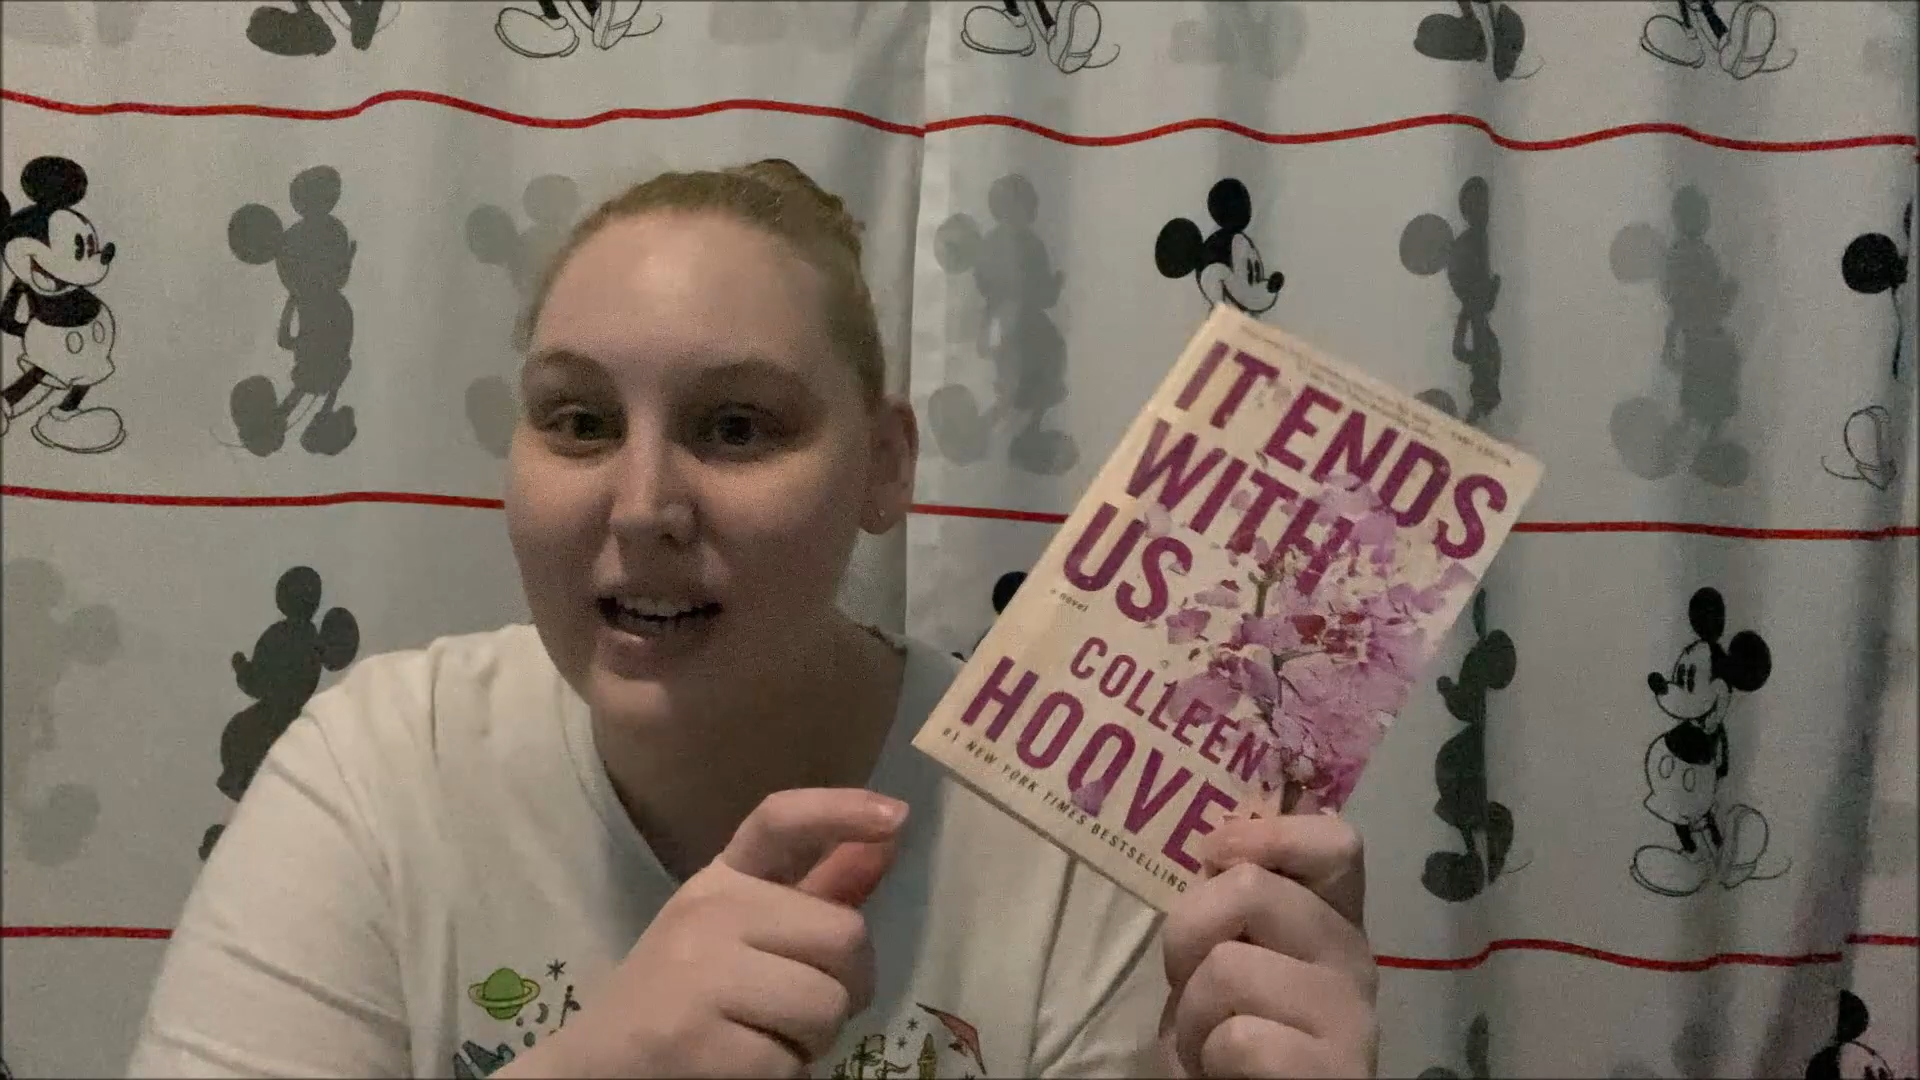 IT ENDS
WITH
US
a novel
COLLEEN
HOOVE
#1 NEW YORK TIMES BESTSELLING